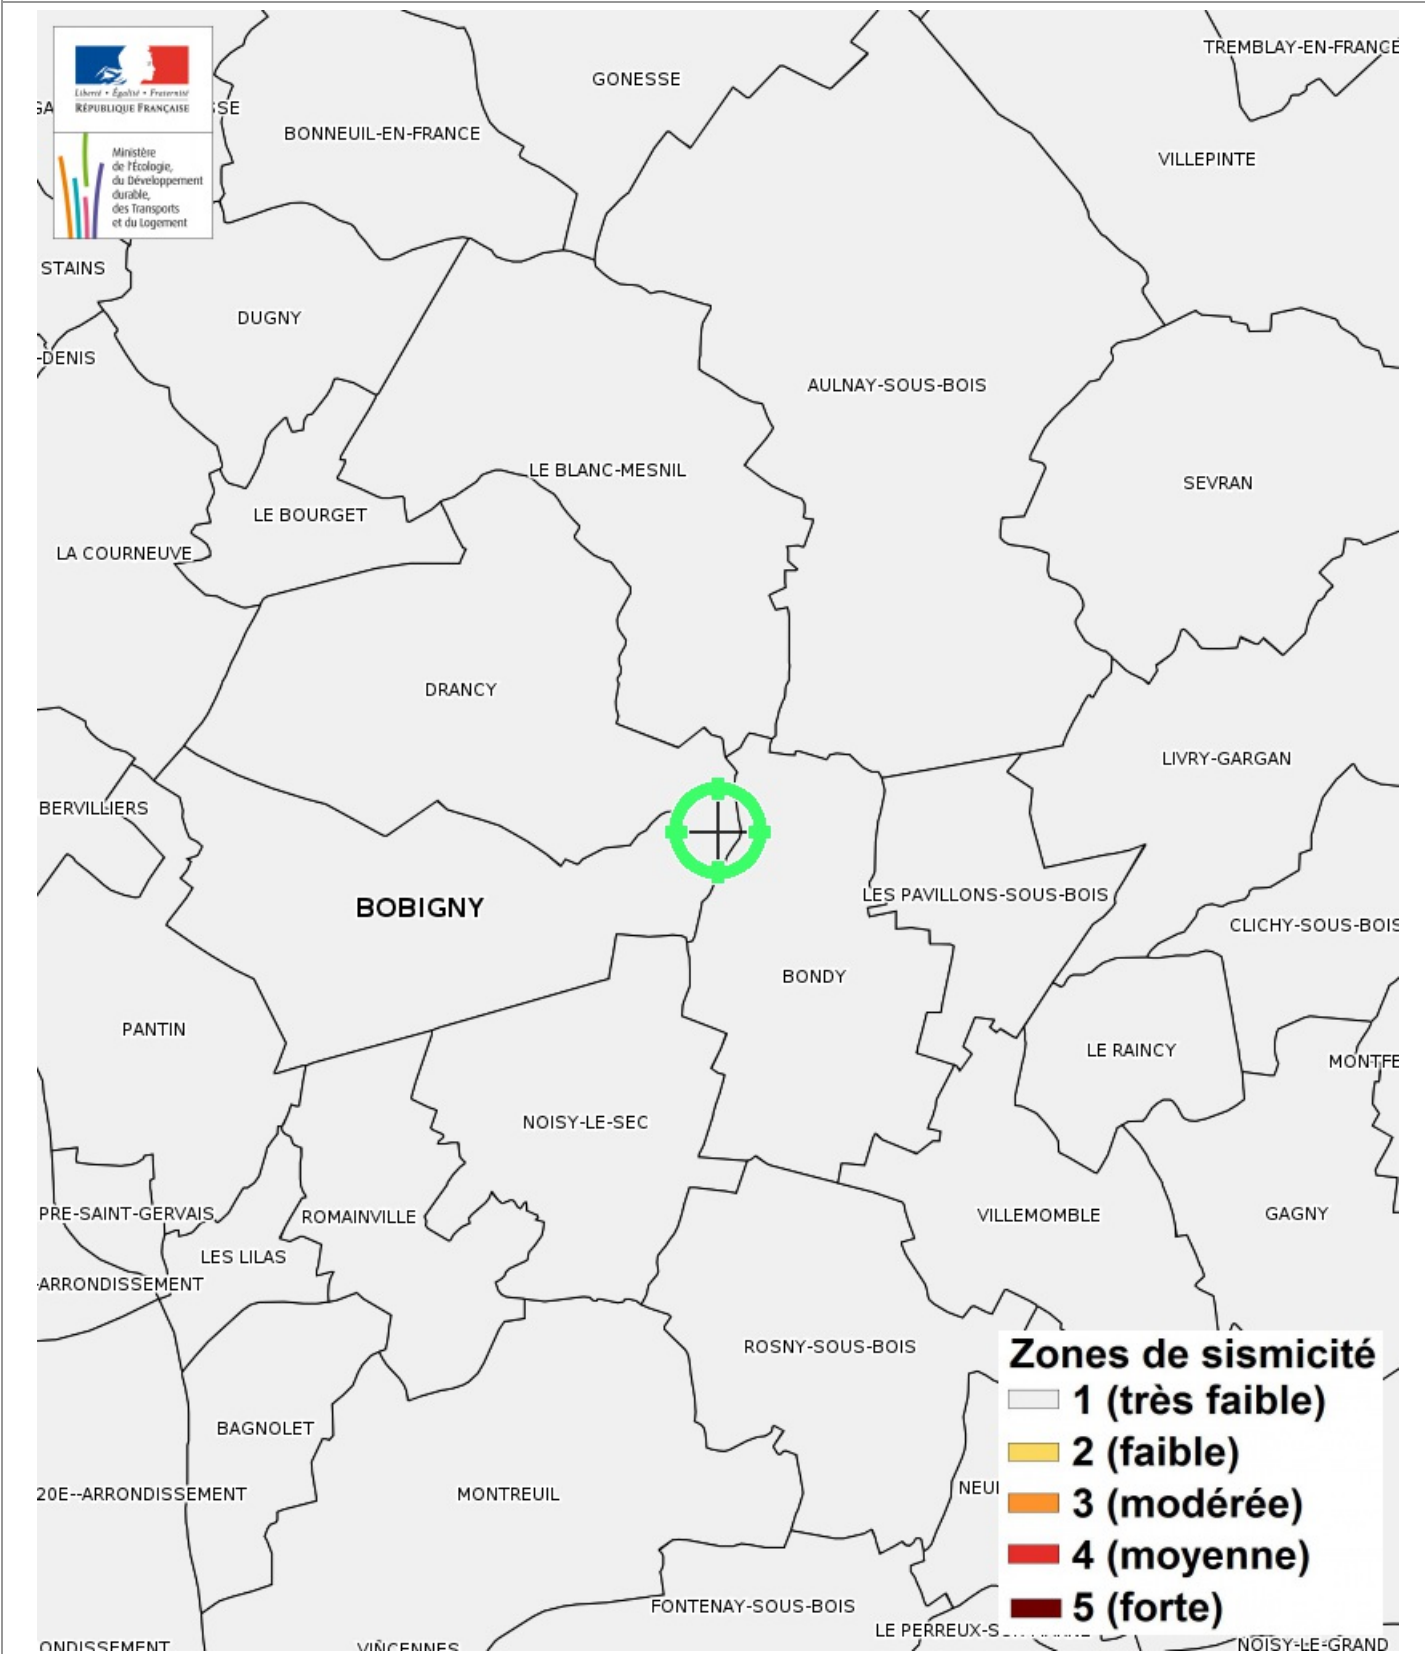 TREMBLAY-EN-FRANCE
GONESSE
Liberté • Égalité • Fraternité
RÉPUBLIQUE FRANÇAISE
GA
SSE
BONNEUIL-EN-FRANCE
VILLEPINTE
Ministère
de l'Écologie,
du Développement
durable,
des Transports
et du Logement
STAINS
DUGNY
-DENIS
AULNAY-SOUS-BOIS
LE BLANC-MESNIL
SEVRAN
LE BOURGET
LA COURNEUVE
DRANCY
LIVRY-GARGAN
BERVILLIERS
LES PAVILLONS-SOUS-BOIS
BOBIGNY
CLICHY-SOUS-BOIS
BONDY
PANTIN
LE RAINCY
MONTFE
NOISY-LE-SEC
PRE-SAINT-GERVAIS
ROMAINVILLE
VILLEMOMBLE
GAGNY
LES LILAS
-ARRONDISSEMENT
ROSNY-SOUS-BOIS
Zones de sismicité
1 (très faible)
BAGNOLET
2 (faible)
20E--ARRONDISSEMENT
MONTREUIL
NEUI
3 (modérée)
4 (moyenne)
FONTENAY-SOUS-BOIS
5 (forte)
LE PERREUX-SUR-MARNE
ONDISSEMENT
VINCENNES
NOISY-LE-GRAND